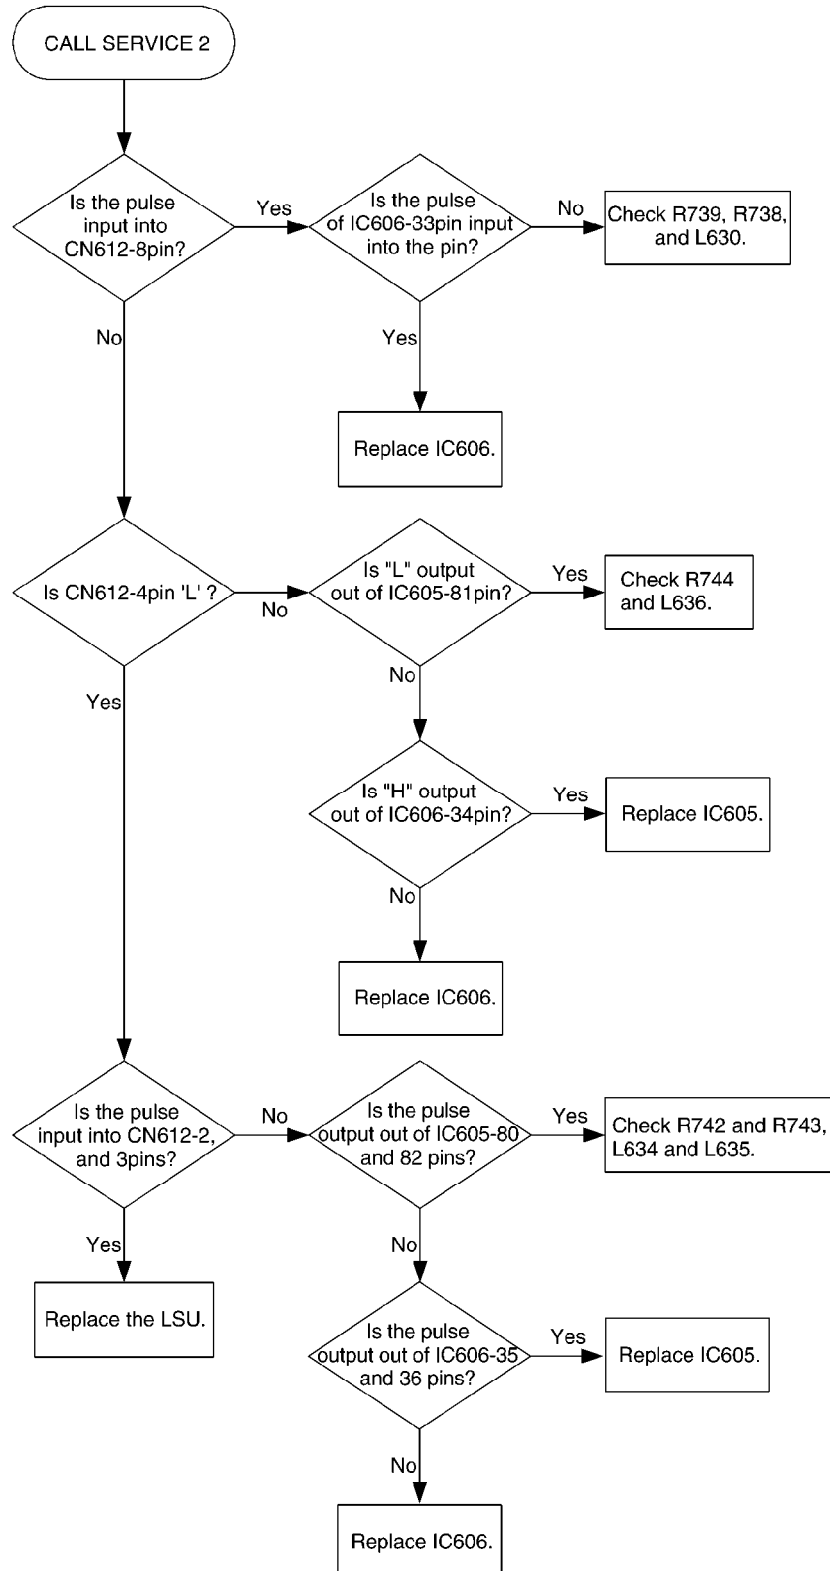 CALL SERVICE 2
Is the pulse
input into
CN612-8pin?
Yes
Is the pulse
of IC606-33pin input
into the pin?
No
Check R739, R738,
and L630.
No
Yes
Replace IC606.
Is CN612-4pin 'L' ?
No
Is "L" output
out of IC605-81pin?
Yes
Check R744
and L636.
Yes
No
Is "H" output
out of IC606-34pin?
Yes
Replace IC605.
No
Replace IC606.
Is the pulse
input into CN612-2,
and 3pins?
No
Is the pulse
output out of IC605-80
and 82 pins?
Yes
Check R742 and R743,
L634 and L635.
Yes
Replace the LSU.
No
Is the pulse
output out of IC606-35
and 36 pins?
Yes
Replace IC605.
No
Replace IC606.